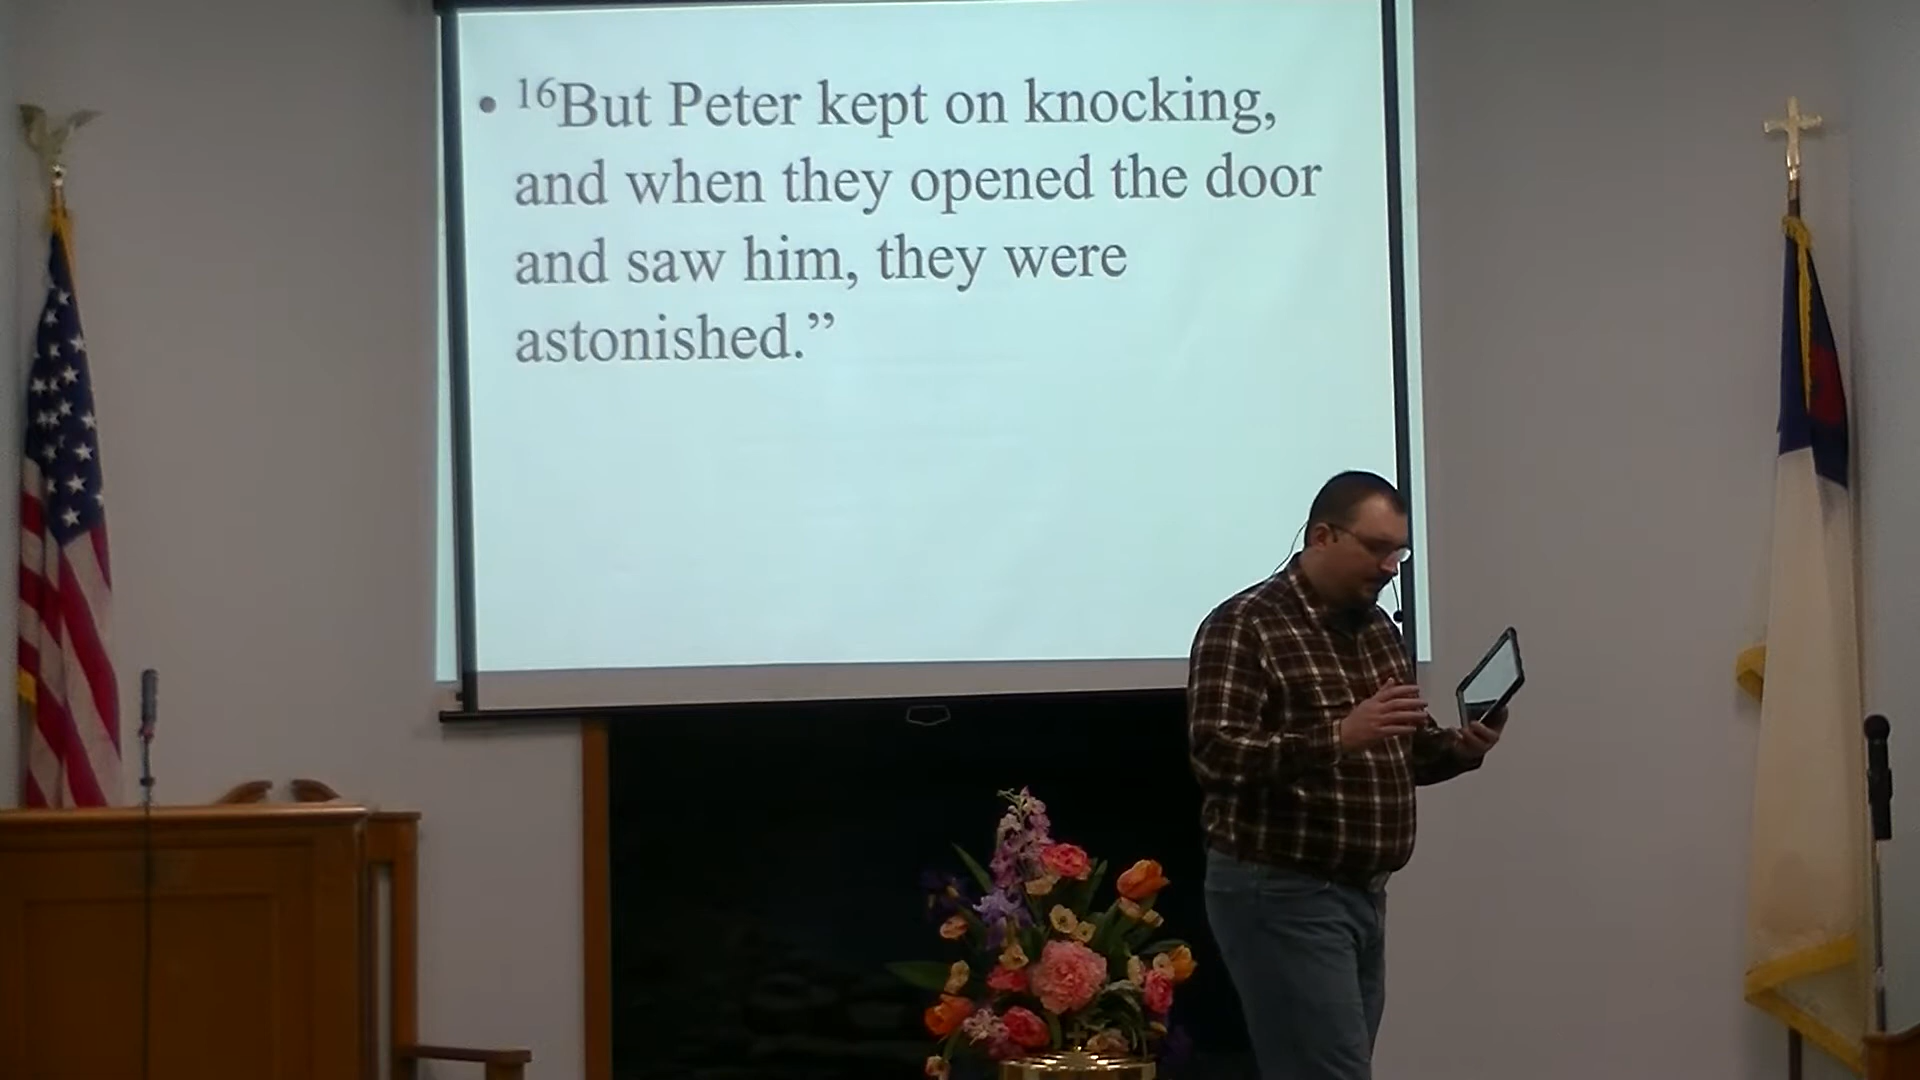 • ¹⁶But Peter kept on knocking,
and when they opened the door
and saw him, they were
astonished.”